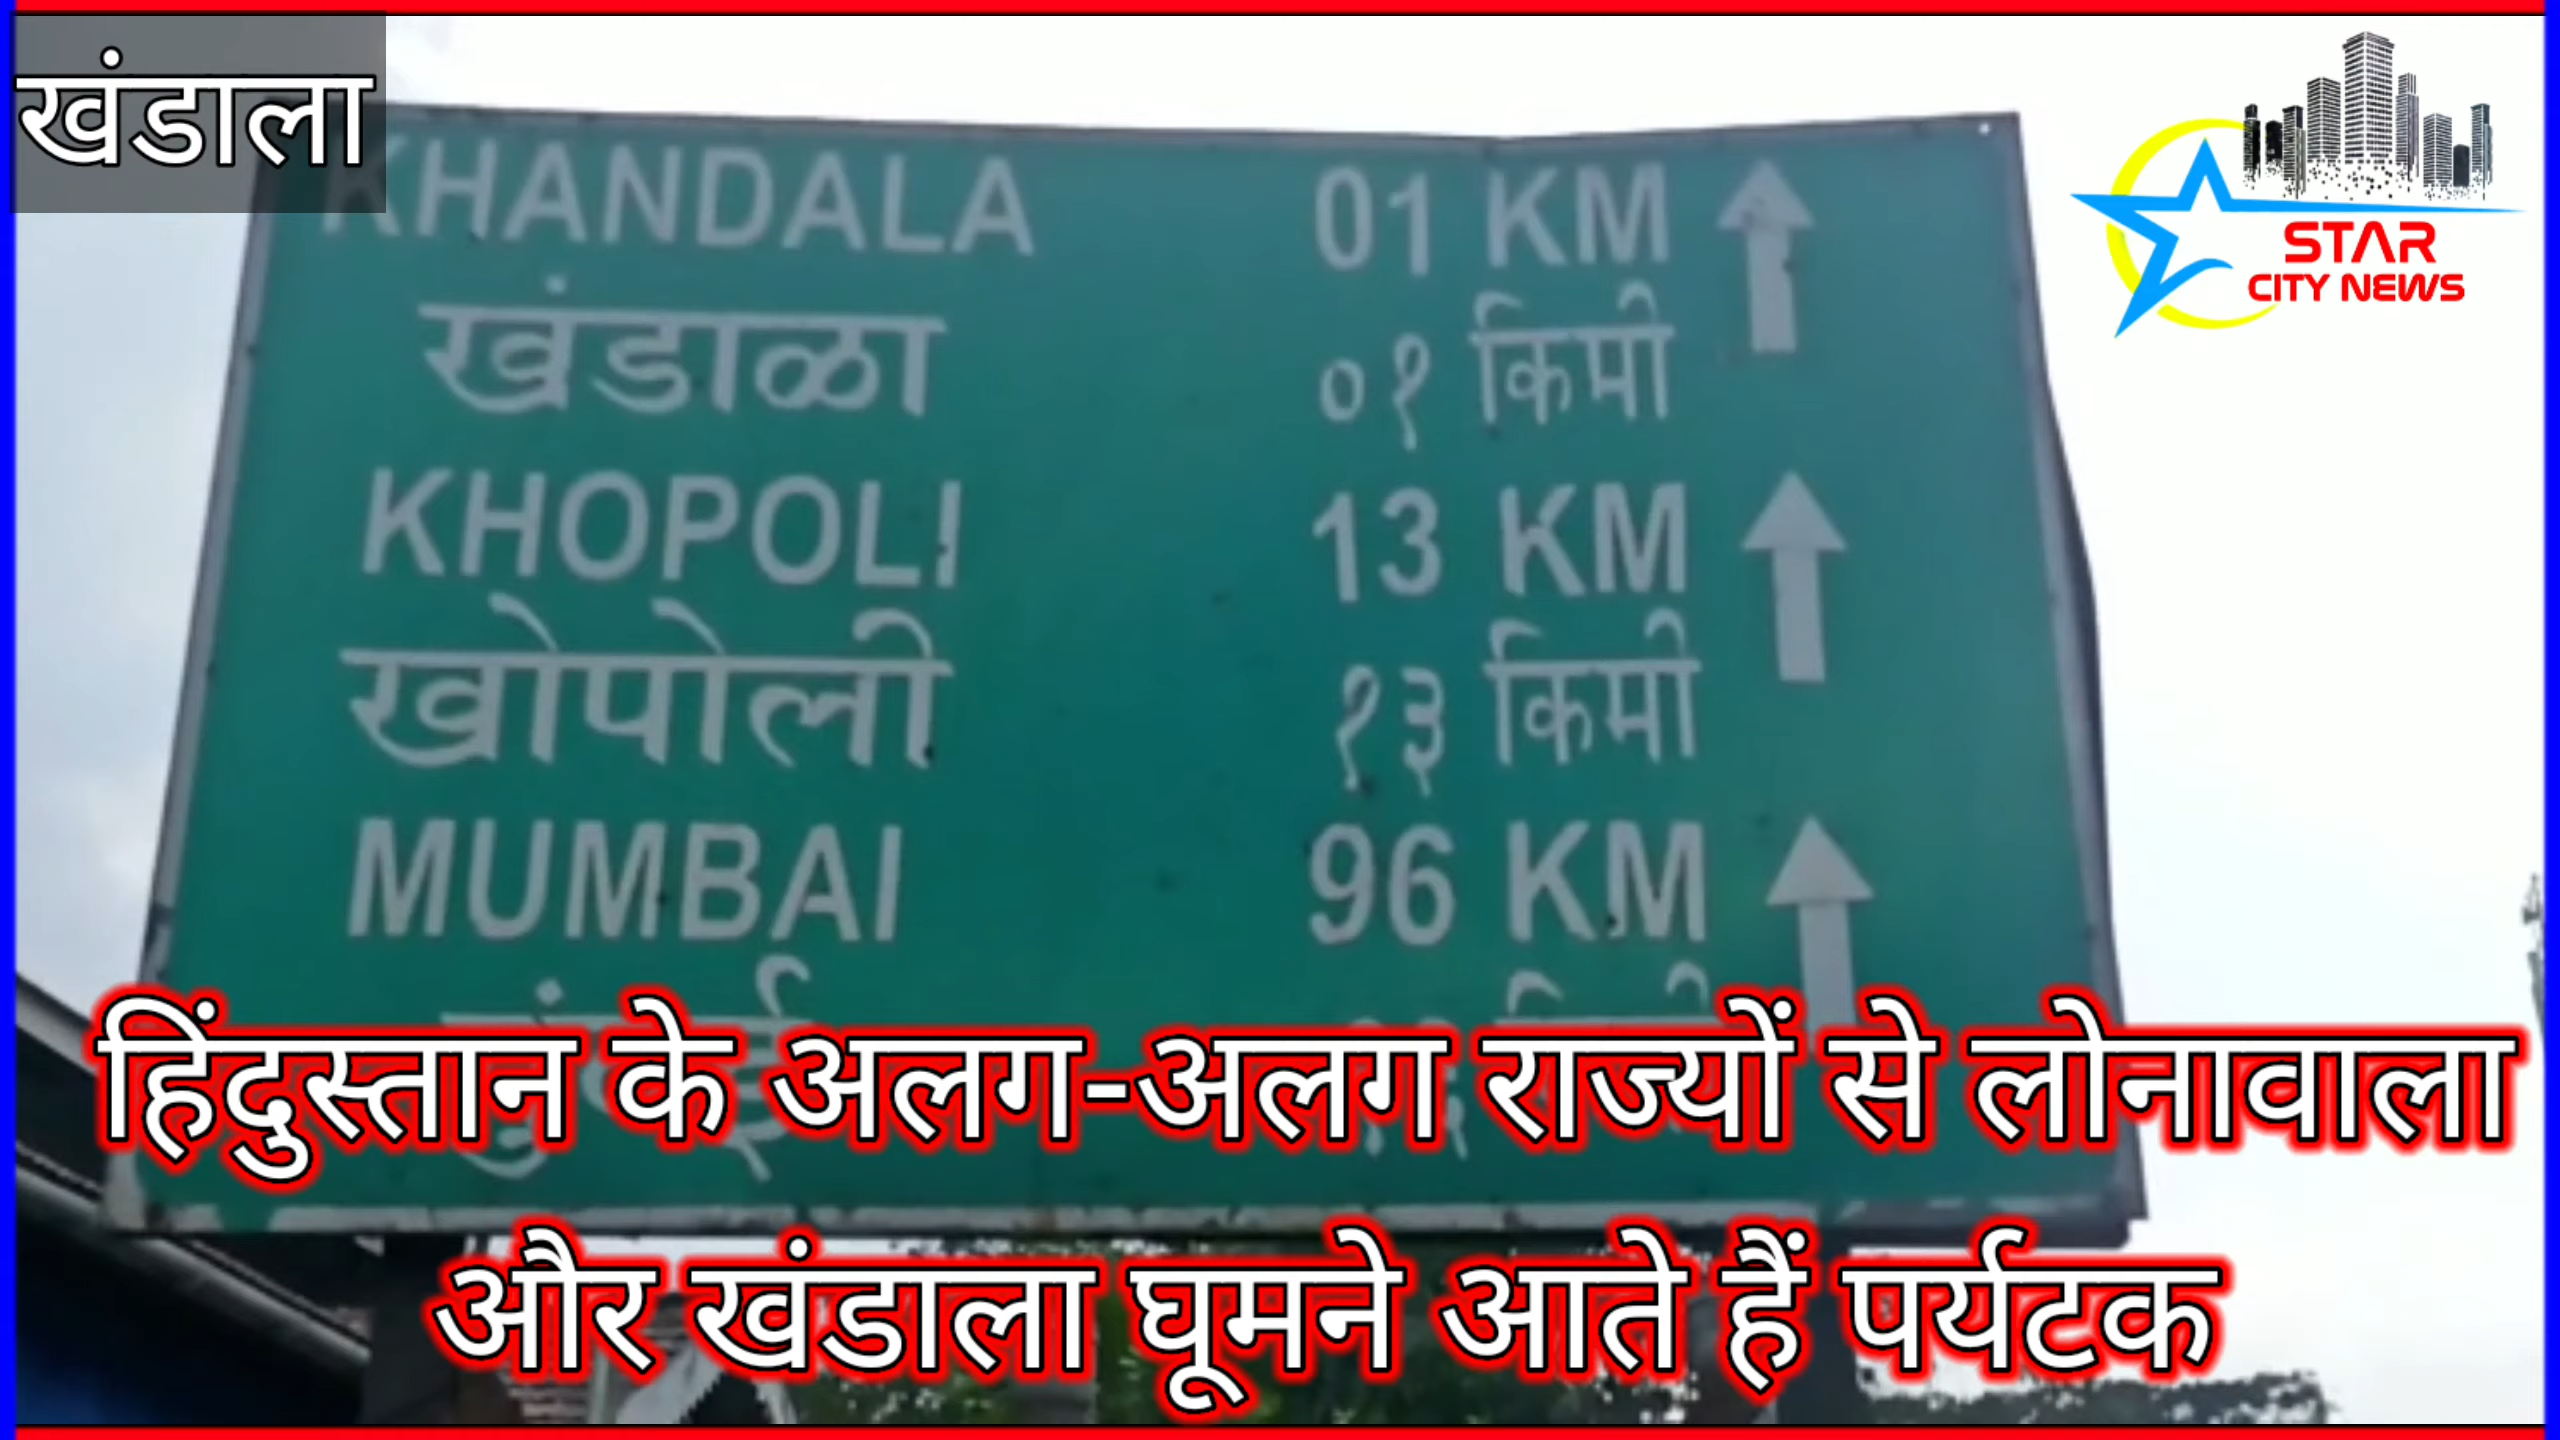 खंडाला
STAR
CITY NEWS
KHANDALA 01 KM
खंडाळा ०१ किमी
KHOPOLI 13 KM
खोपोली १३ किमी
MUMBAI 96 KM
हिंदुस्तान के अलग-अलग राज्यों से लोनावाला
और खंडाला घूमने आते हैं पर्यटक